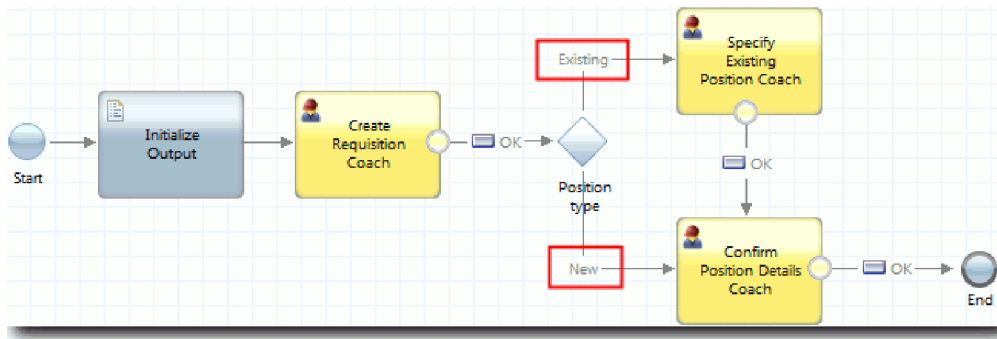 Start
Initialize
Output
Create
Requisition
Coach
OK
Position
type
Existing
New
Specify
Existing
Position Coach
OK
Confirm
Position Details
Coach
OK
End